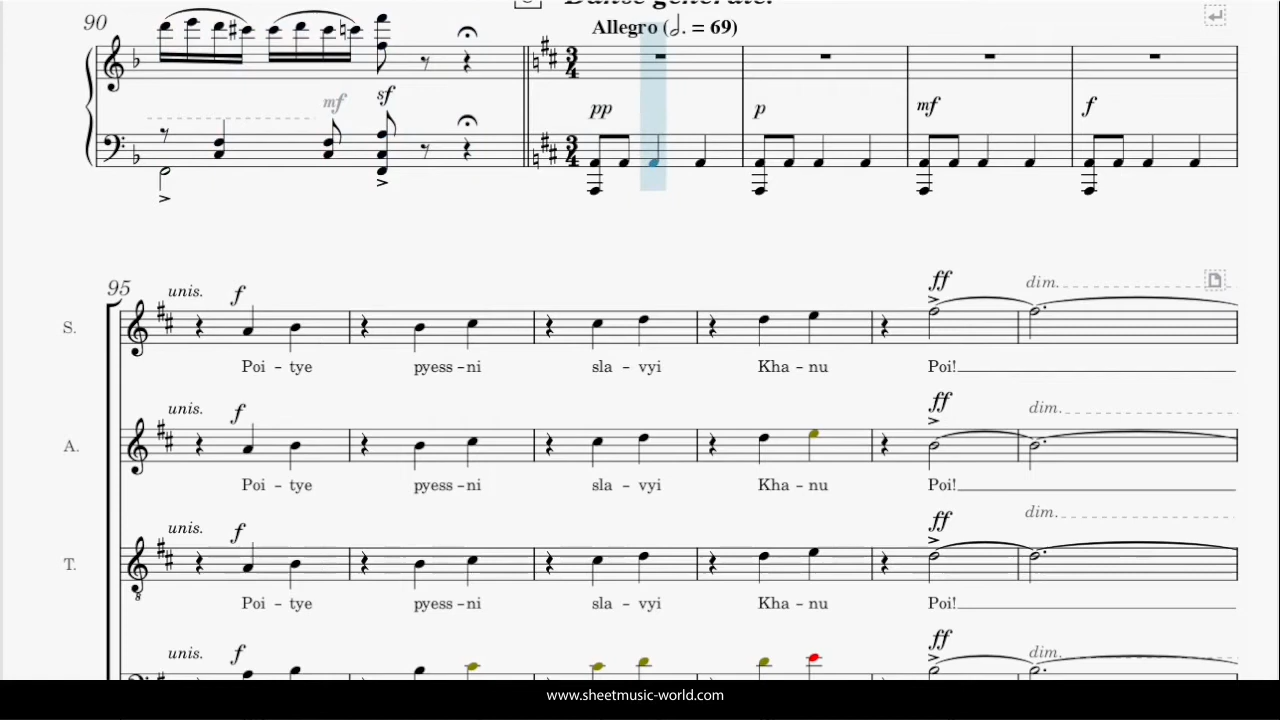 Danse générale.
90
Allegro (𝅗𝅥. = 69)
mf
sf
pp
p
mf
f
95
unis.
f
ff
dim.
S.
Poi – tye pyess – ni sla – vyi Kha – nu Poi!
unis.
f
ff
dim.
A.
Poi – tye pyess – ni sla – vyi Kha – nu Poi!
unis.
f
ff
dim.
T.
Poi – tye pyess – ni sla – vyi Kha – nu Poi!
unis.
f
ff
dim.
www.sheetmusic-world.com